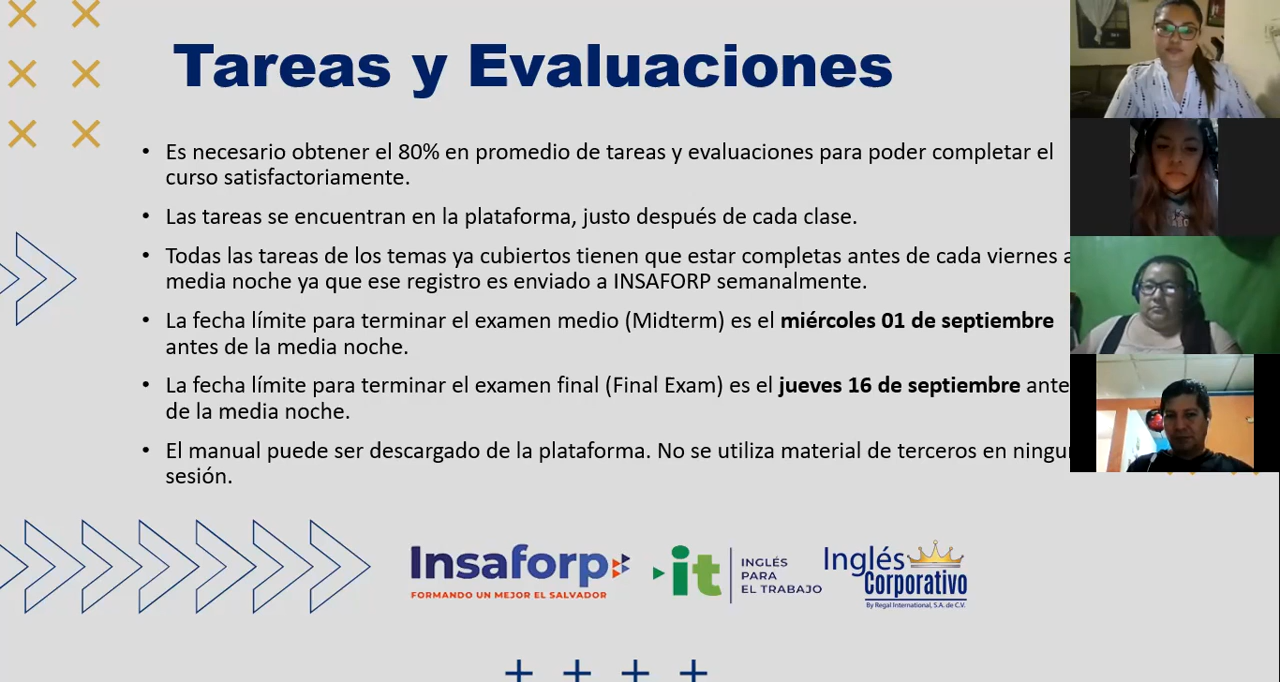 Tareas y Evaluaciones
• Es necesario obtener el 80% en promedio de tareas y evaluaciones para poder completar el
curso satisfactoriamente.
• Las tareas se encuentran en la plataforma, justo después de cada clase.
• Todas las tareas de los temas ya cubiertos tienen que estar completas antes de cada viernes a
media noche ya que ese registro es enviado a INSAFORP semanalmente.
• La fecha límite para terminar el examen medio (Midterm) es el miércoles 01 de septiembre
antes de la media noche.
• La fecha límite para terminar el examen final (Final Exam) es el jueves 16 de septiembre
de la media noche.
• El manual puede ser descargado de la plataforma. No se utiliza material de terceros en
sesión.
Insaforp
FORMANDO UN MEJOR EL SALVADOR
it
INGLÉS
PARA
EL TRABAJO
Inglés
Corporativo
By Regal International, S.A. de C.V.